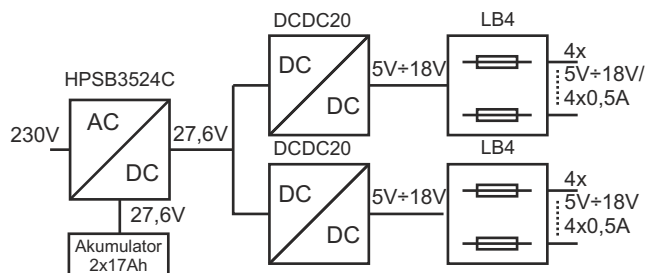 DCDC20
LB4
DC
DC
5V÷18V
4x
5V÷18V/
4x0,5A
HPSB3524C
230V
AC
DC
27,6V
27,6V
Akumulator
2x17Ah
DCDC20
LB4
DC
DC
5V÷18V
4x
5V÷18V
4x0,5A